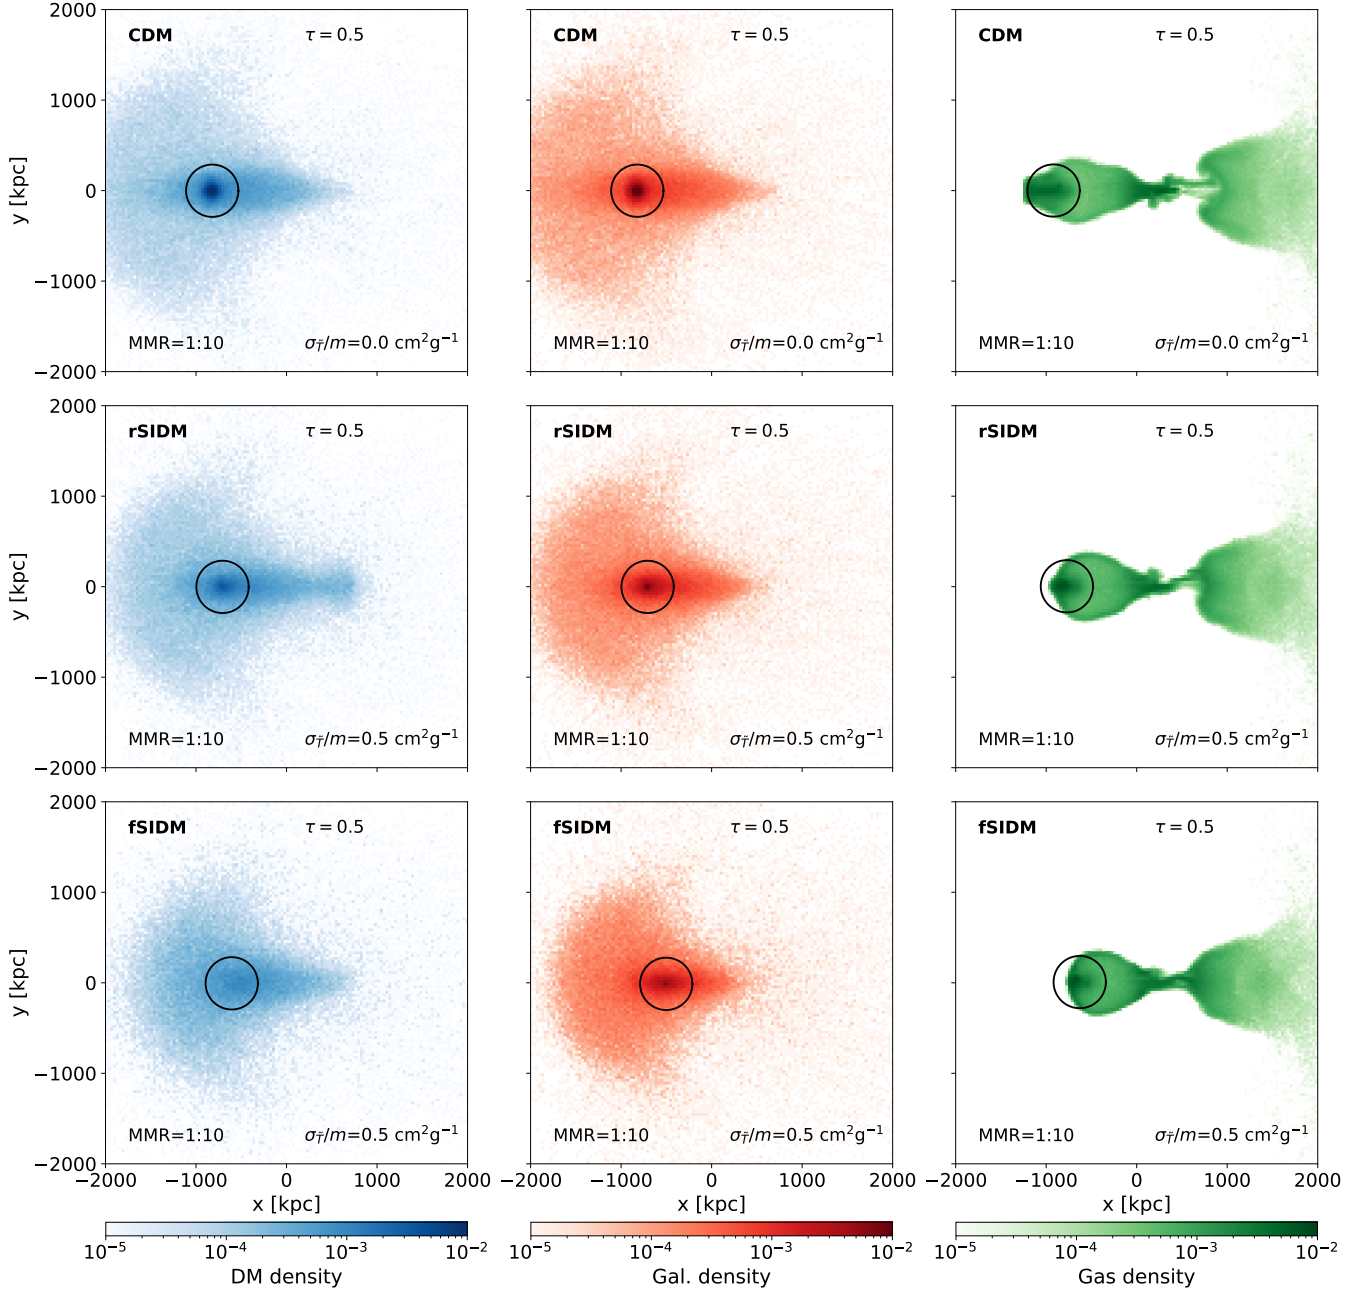 CDM τ = 0.5
MMR=1:10 σ_T̃/m=0.0 cm²g⁻¹
CDM τ = 0.5
MMR=1:10 σ_T̃/m=0.0 cm²g⁻¹
CDM τ = 0.5
MMR=1:10 σ_T̃/m=0.0 cm²g⁻¹
2000
1000
0
−1000
−2000
y [kpc]
rSIDM τ = 0.5
MMR=1:10 σ_T̃/m=0.5 cm²g⁻¹
rSIDM τ = 0.5
MMR=1:10 σ_T̃/m=0.5 cm²g⁻¹
rSIDM τ = 0.5
MMR=1:10 σ_T̃/m=0.5 cm²g⁻¹
2000
1000
0
−1000
−2000
y [kpc]
fSIDM τ = 0.5
MMR=1:10 σ_T̃/m=0.5 cm²g⁻¹
fSIDM τ = 0.5
MMR=1:10 σ_T̃/m=0.5 cm²g⁻¹
fSIDM τ = 0.5
MMR=1:10 σ_T̃/m=0.5 cm²g⁻¹
2000
1000
0
−1000
−2000
y [kpc]
−2000 −1000 0 1000 2000
x [kpc]
−2000 −1000 0 1000 2000
x [kpc]
−2000 −1000 0 1000 2000
x [kpc]
10⁻⁵ 10⁻⁴ 10⁻³ 10⁻²
DM density
10⁻⁵ 10⁻⁴ 10⁻³ 10⁻²
Gal. density
10⁻⁵ 10⁻⁴ 10⁻³ 10⁻²
Gas density